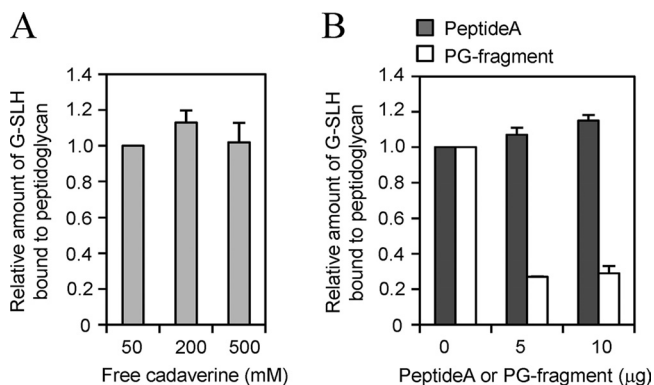 A
Relative amount of G-SLH
bound to peptidoglycan
1.4
1.2
1.0
0.8
0.6
0.4
0.2
0
50 200 500
Free cadaverine (mM)
B
PeptideA
PG-fragment
Relative amount of G-SLH
bound to peptidoglycan
1.4
1.2
1.0
0.8
0.6
0.4
0.2
0
0 5 10
PeptideA or PG-fragment (μg)